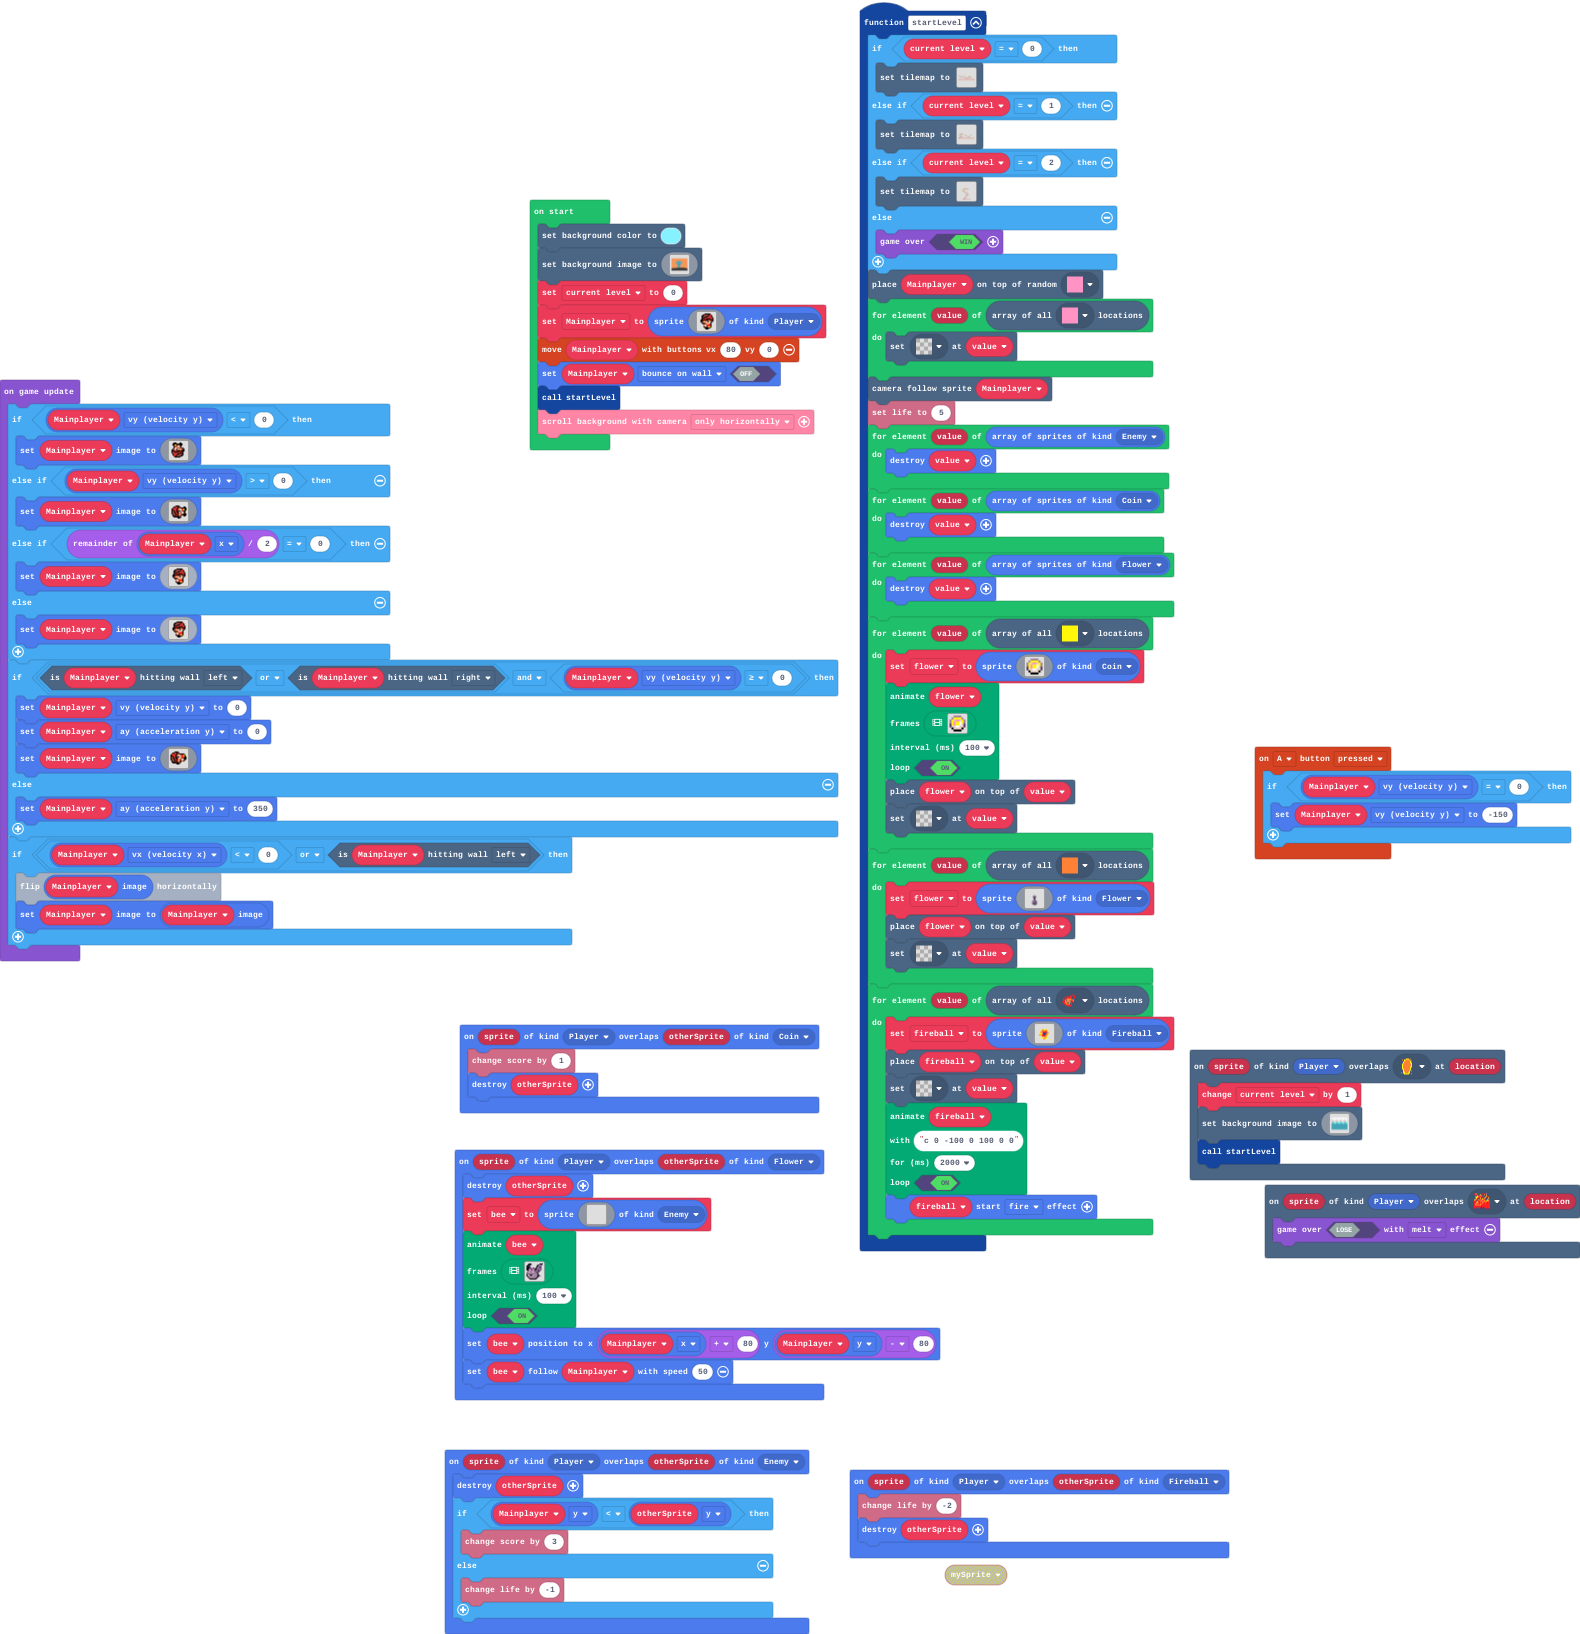 function startLevel
if current level = 0 then
set tilemap to
else if current level = 1 then
set tilemap to
else if current level = 2 then
set tilemap to
else
game over WIN
place Mainplayer on top of random
for element value of array of all locations
do set at value
camera follow sprite Mainplayer
set life to 5
for element value of array of sprites of kind Enemy
do destroy value
for element value of array of sprites of kind Coin
do destroy value
for element value of array of sprites of kind Flower
do destroy value
for element value of array of all locations
do set flower to sprite of kind Coin
animate flower
frames
interval (ms) 100
loop ON
place flower on top of value
set at value
for element value of array of all locations
do set flower to sprite of kind Flower
place flower on top of value
set at value
for element value of array of all locations
do set fireball to sprite of kind Fireball
place fireball on top of value
set at value
animate fireball
with "c 0 -100 0 100 0 0"
for (ms) 2000
loop ON
fireball start fire effect
on start
set background color to
set background image to
set current level to 0
set Mainplayer to sprite of kind Player
move Mainplayer with buttons vx 80 vy 0
set Mainplayer bounce on wall OFF
call startLevel
scroll background with camera only horizontally
on game update
if Mainplayer vy (velocity y) < 0 then
set Mainplayer image to
else if Mainplayer vy (velocity y) > 0 then
set Mainplayer image to
else if remainder of Mainplayer x / 2 = 0 then
set Mainplayer image to
else
set Mainplayer image to
if is Mainplayer hitting wall left or is Mainplayer hitting wall right and Mainplayer vy (velocity y) ≥ 0 then
set Mainplayer vy (velocity y) to 0
set Mainplayer ay (acceleration y) to 0
set Mainplayer image to
else
set Mainplayer ay (acceleration y) to 350
if Mainplayer vx (velocity x) < 0 or is Mainplayer hitting wall left then
flip Mainplayer image horizontally
set Mainplayer image to Mainplayer image
on A button pressed
if Mainplayer vy (velocity y) = 0 then
set Mainplayer vy (velocity y) to -150
on sprite of kind Player overlaps otherSprite of kind Coin
change score by 1
destroy otherSprite
on sprite of kind Player overlaps at location
change current level by 1
set background image to
call startLevel
on sprite of kind Player overlaps at location
game over LOSE with melt effect
on sprite of kind Player overlaps otherSprite of kind Flower
destroy otherSprite
set bee to sprite of kind Enemy
animate bee
frames
interval (ms) 100
loop ON
set bee position to x Mainplayer x + 80 y Mainplayer y - 80
set bee follow Mainplayer with speed 50
on sprite of kind Player overlaps otherSprite of kind Enemy
destroy otherSprite
if Mainplayer y < otherSprite y then
change score by 3
else
change life by -1
on sprite of kind Player overlaps otherSprite of kind Fireball
change life by -2
destroy otherSprite
mySprite